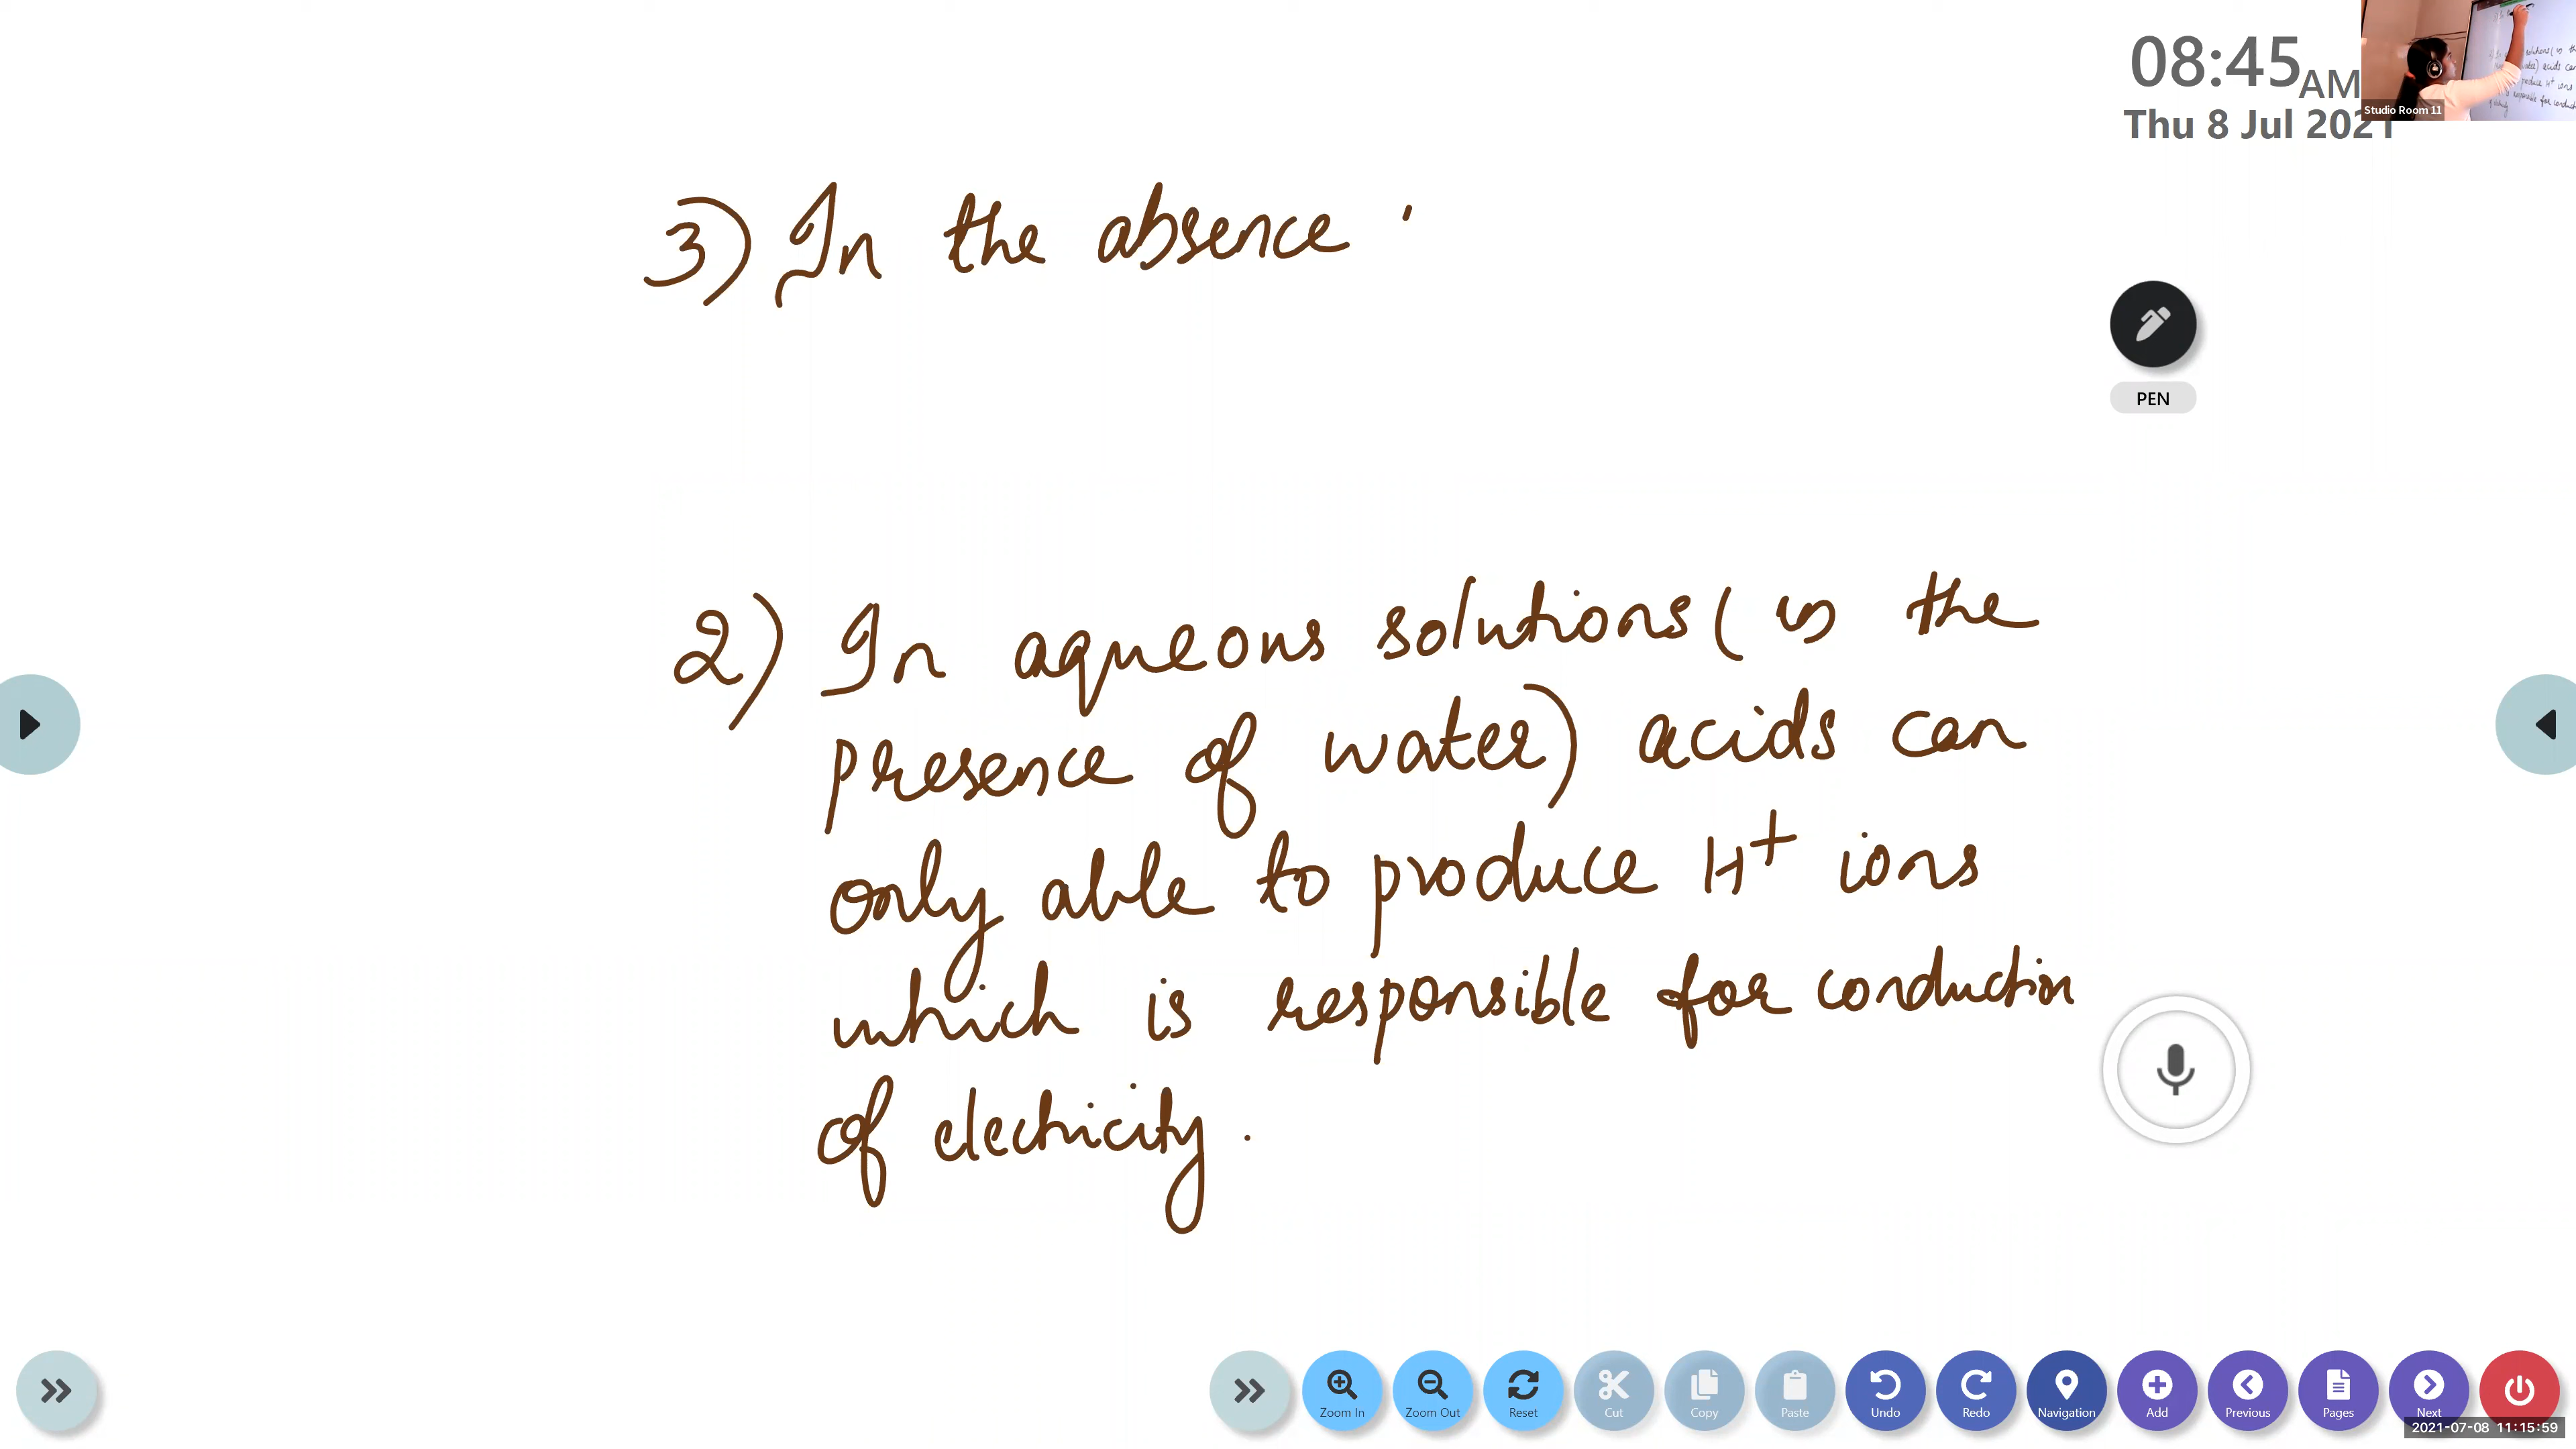 08:45 AM
Thu 8 Jul 2021
Studio Room 11
3) In the absence
PEN
2) In aqueous solutions (in the
presence of water) acids can
only able to produce H+ ions
which is responsible for conduction
of electricity.
Zoom In Zoom Out Reset Cut Copy Paste Undo Redo Navigation Add Previous Pages Next
2021-07-08 11:15:59